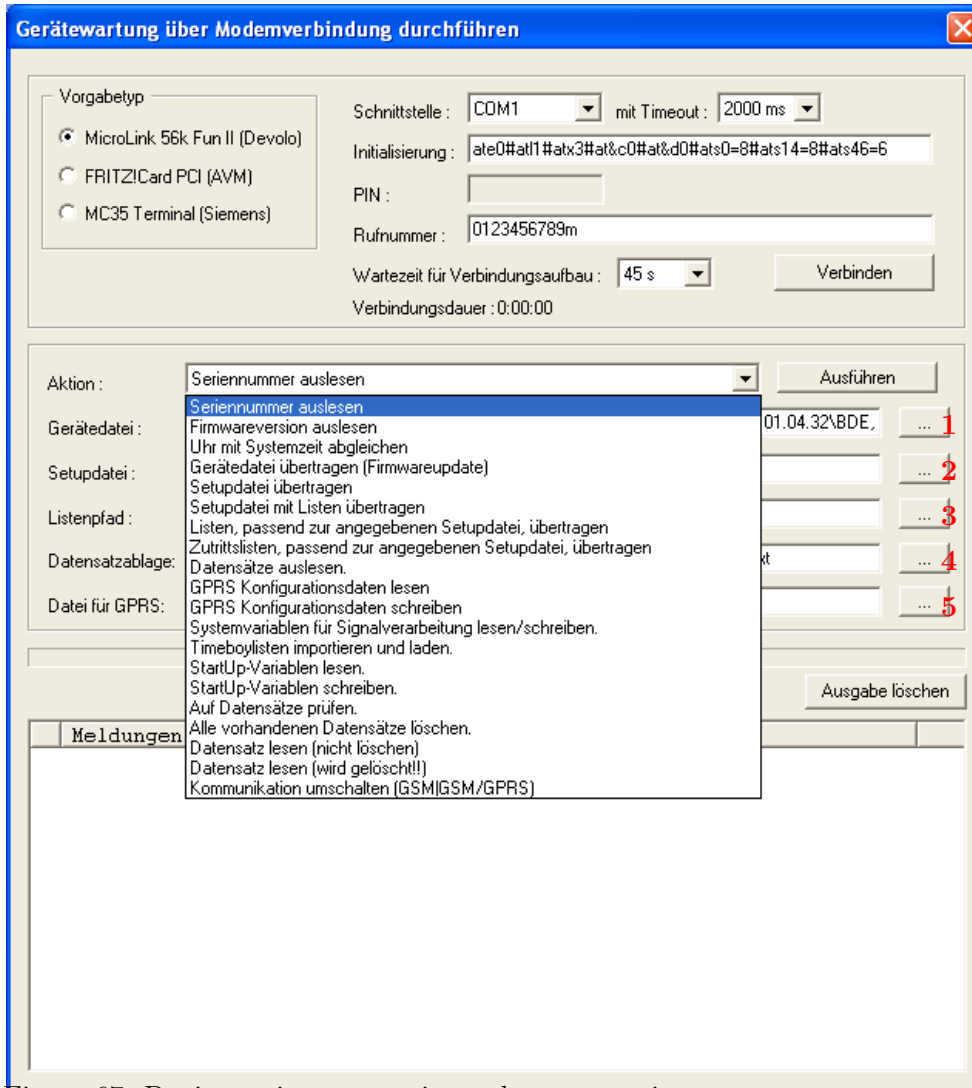 Gerätewartung über Modemverbindung durchführen
Vorgabetyp
MicroLink 56k Fun II (Devolo)
FRITZ!Card PCI (AVM)
MC35 Terminal (Siemens)
Schnittstelle : COM1 mit Timeout : 2000 ms
Initialisierung : ate0#atl1#atx3#at&c0#at&d0#ats0=8#ats14=8#ats46=6
PIN :
Rufnummer : 0123456789m
Wartezeit für Verbindungsaufbau : 45 s Verbinden
Verbindungsdauer : 0:00:00
Aktion : Seriennummer auslesen Ausführen
Gerätedatei : 01.04.32\BDE, ... 1
Setupdatei : ... 2
Listenpfad : ... 3
Datensatzablage: xt ... 4
Datei für GPRS: ... 5
Seriennummer auslesen
Firmwareversion auslesen
Uhr mit Systemzeit abgleichen
Gerätedatei übertragen (Firmwareupdate)
Setupdatei übertragen
Setupdatei mit Listen übertragen
Listen, passend zur angegebenen Setupdatei, übertragen
Zutrittslisten, passend zur angegebenen Setupdatei, übertragen
Datensätze auslesen.
GPRS Konfigurationsdaten lesen
GPRS Konfigurationsdaten schreiben
Systemvariablen für Signalverarbeitung lesen/schreiben.
Timeboylisten importieren und laden.
StartUp-Variablen lesen.
StartUp-Variablen schreiben.
Auf Datensätze prüfen.
Alle vorhandenen Datensätze löschen.
Datensatz lesen (nicht löschen)
Datensatz lesen (wird gelöscht!!)
Kommunikation umschalten (GSM|GSM/GPRS)
Ausgabe löschen
Meldungen